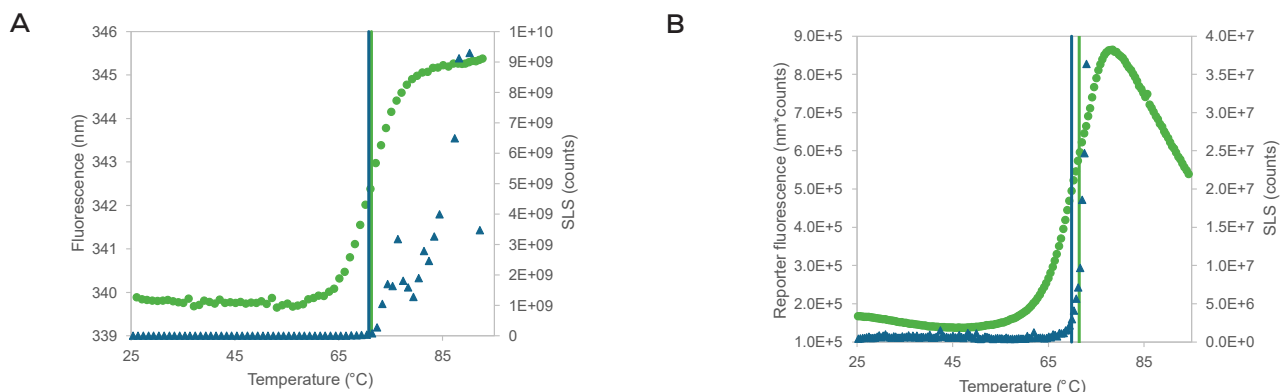 A
346
345
344
343
342
341
340
339
Fluorescence (nm)
1E+10
9E+09
8E+09
7E+09
6E+09
5E+09
4E+09
3E+09
2E+09
1E+09
0
SLS (counts)
25 45 65 85
Temperature (°C)
B
9.0E+5
8.0E+5
7.0E+5
6.0E+5
5.0E+5
4.0E+5
3.0E+5
2.0E+5
1.0E+5
Reporter fluorescence (nm*counts)
4.0E+7
3.5E+7
3.0E+7
2.5E+7
2.0E+7
1.5E+7
1.0E+7
5.0E+6
0.0E+0
SLS (counts)
25 45 65 85
Temperature (°C)